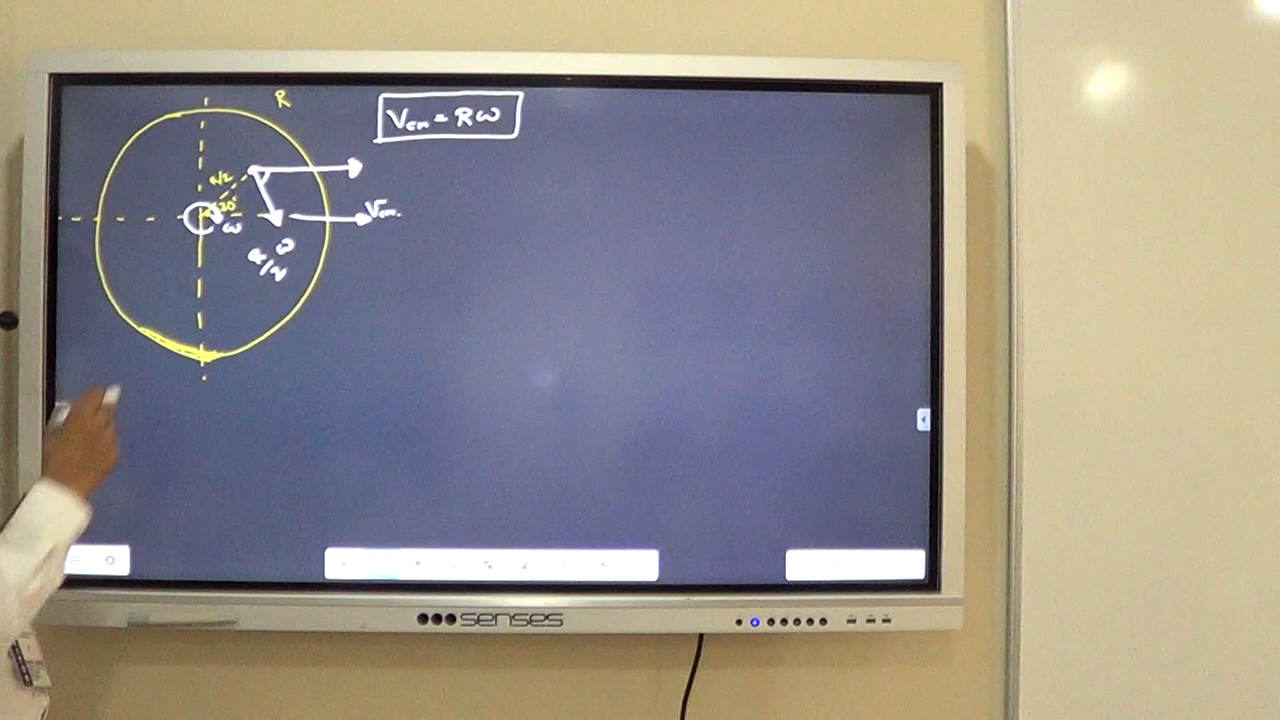 R
Vcm = Rω
R/2
30°
Vcm.
ω
R/2 ω
senses